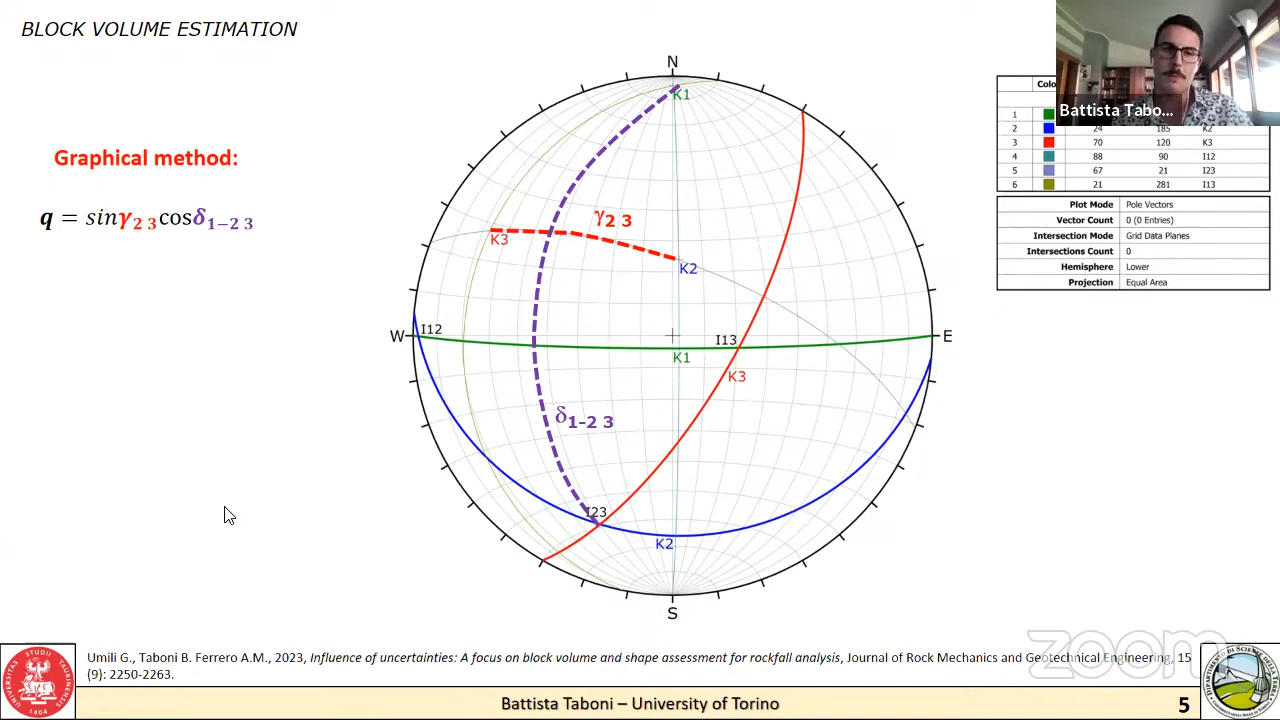 BLOCK VOLUME ESTIMATION
Graphical method:
q = sinγ2 3cosδ1−2 3
N
K1
γ2 3
K3
K2
W
I12
I13
E
K1
K3
δ1-2 3
I23
K2
S
Battista Tabo...
Colo
1
2 24 185 K2
3 70 120 K3
4 88 90 I12
5 67 21 I23
6 21 281 I13
Plot Mode Pole Vectors
Vector Count 0 (0 Entries)
Intersection Mode Grid Data Planes
Intersections Count 0
Hemisphere Lower
Projection Equal Area
zoom
Umili G., Taboni B. Ferrero A.M., 2023, Influence of uncertainties: A focus on block volume and shape assessment for rockfall analysis, Journal of Rock Mechanics and Geotechnical Engineering, 15
(9): 2250-2263.
Battista Taboni – University of Torino
5